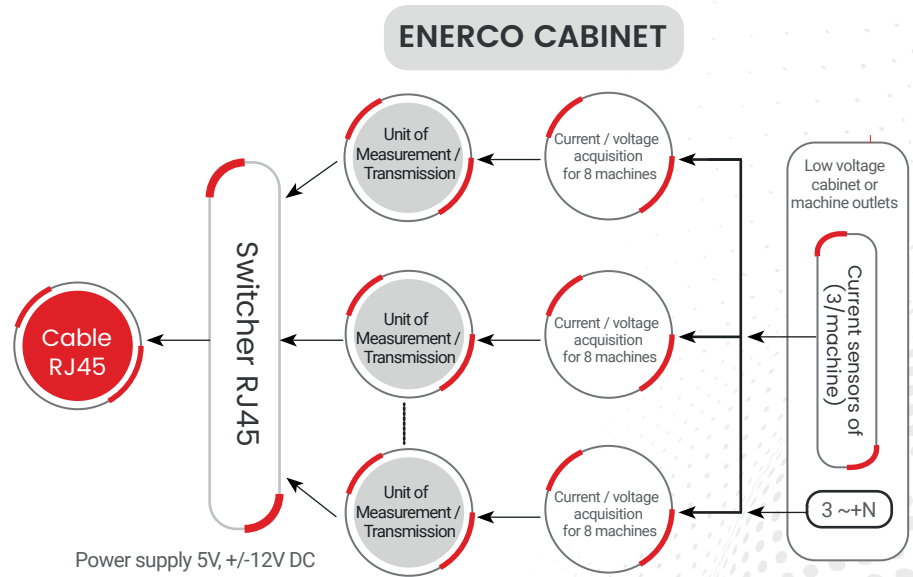 ENERCO CABINET
Unit of
Measurement /
Transmission
Current / voltage
acquisition
for 8 machines
Low voltage
cabinet or
machine outlets
Cable
RJ45
Switcher RJ45
Unit of
Measurement /
Transmission
Current / voltage
acquisition
for 8 machines
Current sensors of
(3/machine)
Unit of
Measurement /
Transmission
Current / voltage
acquisition
for 8 machines
3 ~+N
Power supply 5V, +/-12V DC